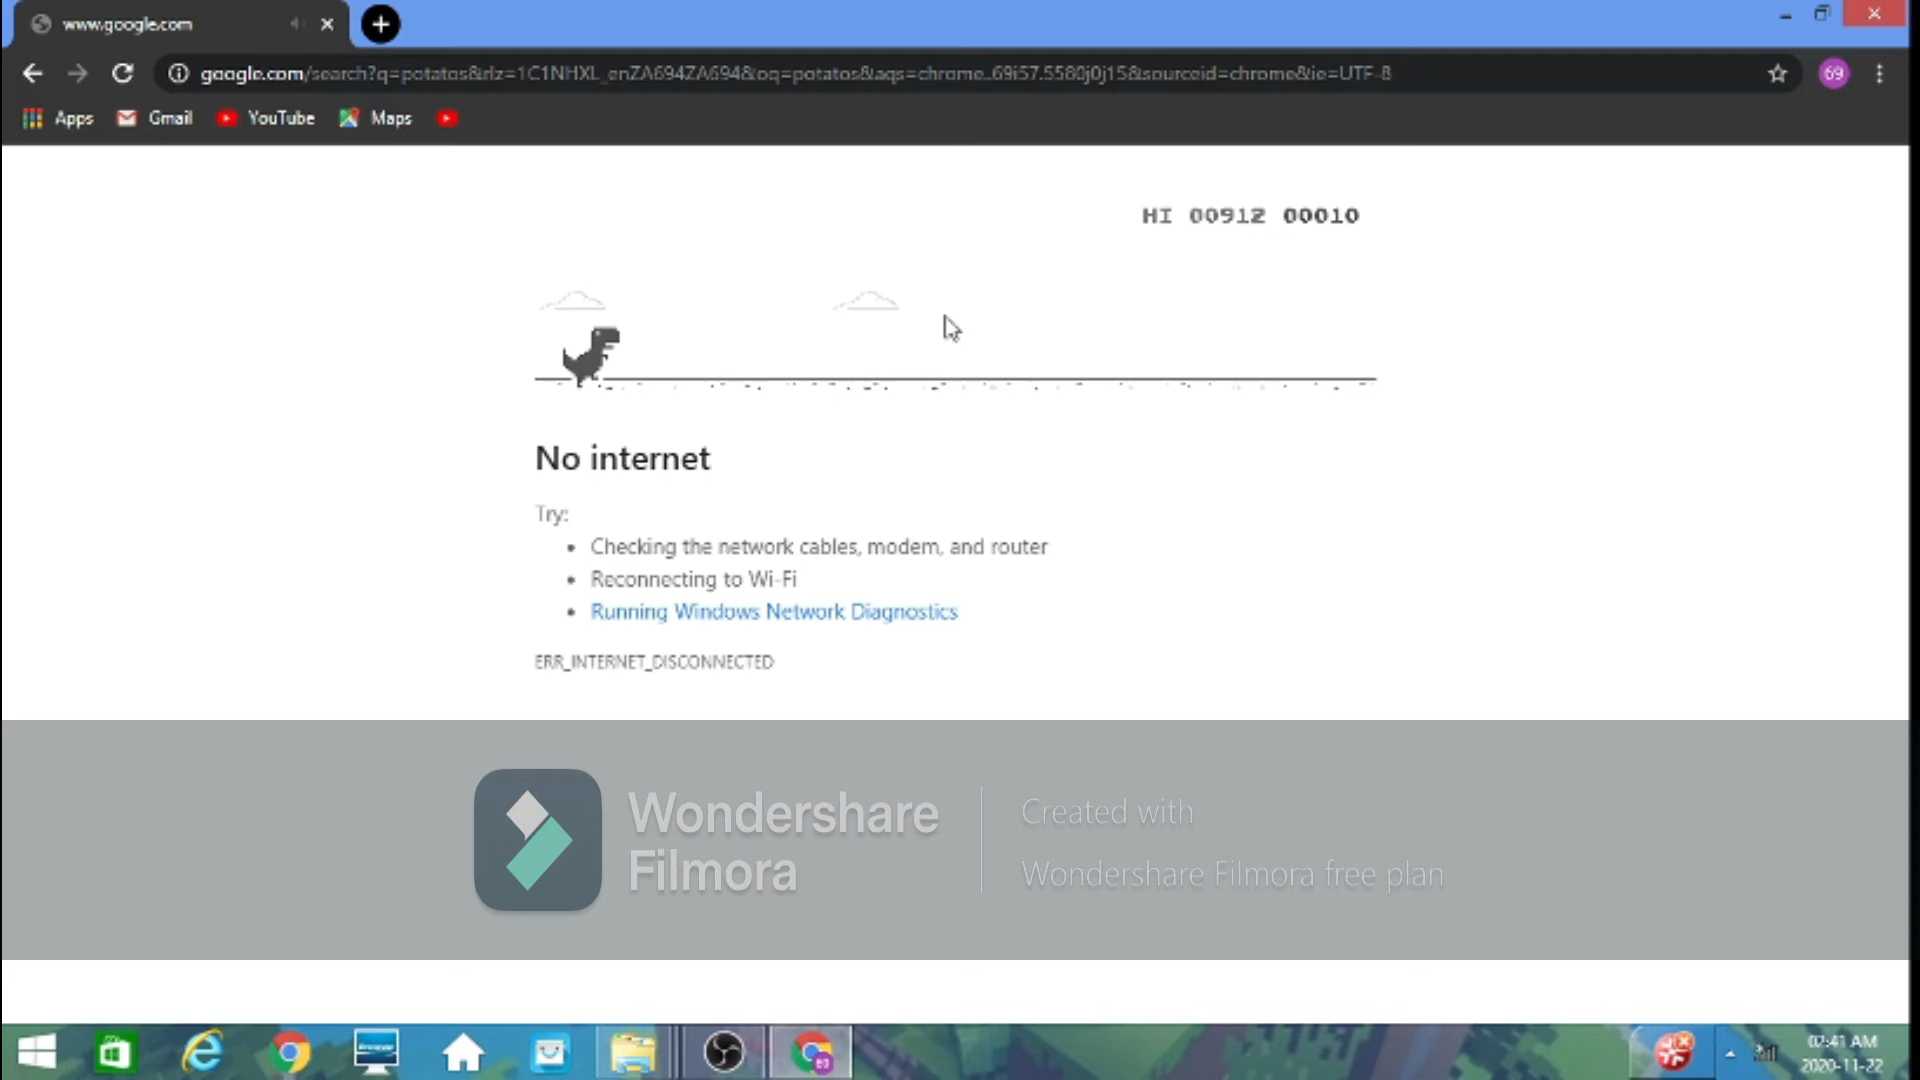 www.google.com
google.com/search?q=potatos&rlz=1C1NHXL_enZA694ZA694&oq=potatos&aqs=chrome..69i57.5580j0j15&sourceid=chrome&ie=UTF-8
69
Apps Gmail YouTube Maps
HI 00912 00010
No internet
Try:
• Checking the network cables, modem, and router
• Reconnecting to Wi-Fi
• Running Windows Network Diagnostics
ERR_INTERNET_DISCONNECTED
Wondershare
Filmora
Created with
Wondershare Filmora free plan
02:41 AM
2020-11-22